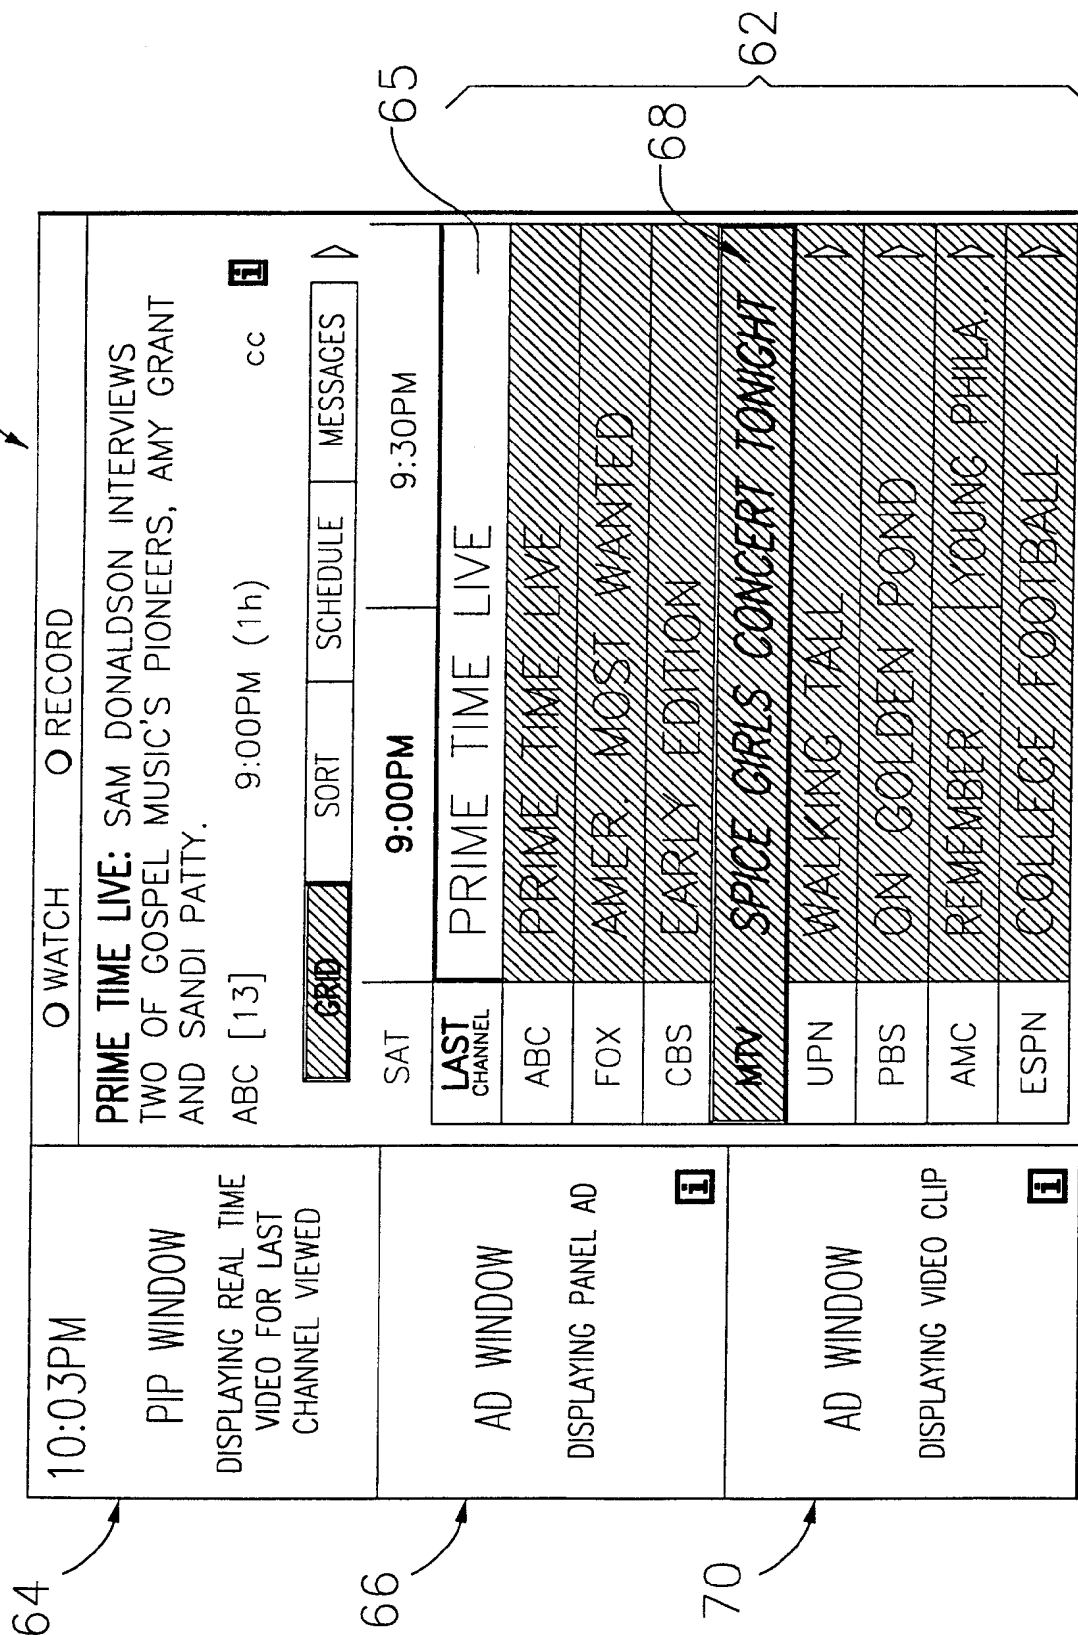 10:03PM
PIP WINDOW
DISPLAYING REAL TIME
VIDEO FOR LAST
CHANNEL VIEWED
AD WINDOW
DISPLAYING PANEL AD
i
AD WINDOW
DISPLAYING VIDEO CLIP
i
WATCH RECORD
PRIME TIME LIVE: SAM DONALDSON INTERVIEWS
TWO OF GOSPEL MUSIC'S PIONEERS, AMY GRANT
AND SANDI PATTY.
ABC [13] 9:00PM (1h) cc i
GRID SORT SCHEDULE MESSAGES
SAT 9:00PM 9:30PM
LAST CHANNEL PRIME TIME LIVE
ABC PRIME TIME LIVE
FOX AMER. MOST WANTED
CBS EARLY EDITION
MTV SPICE GIRLS CONCERT TONIGHT
UPN WALKING TALL
PBS ON GOLDEN POND
AMC REMEMBER... YOUNG PHILA...
ESPN COLLEGE FOOTBALL
64
66
70
65
68
62